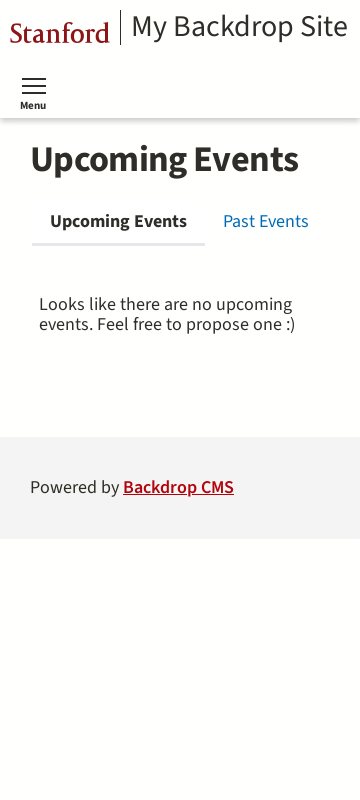 Stanford My Backdrop Site
Menu
Upcoming Events
Upcoming Events Past Events
Looks like there are no upcoming
events. Feel free to propose one :)
Powered by Backdrop CMS